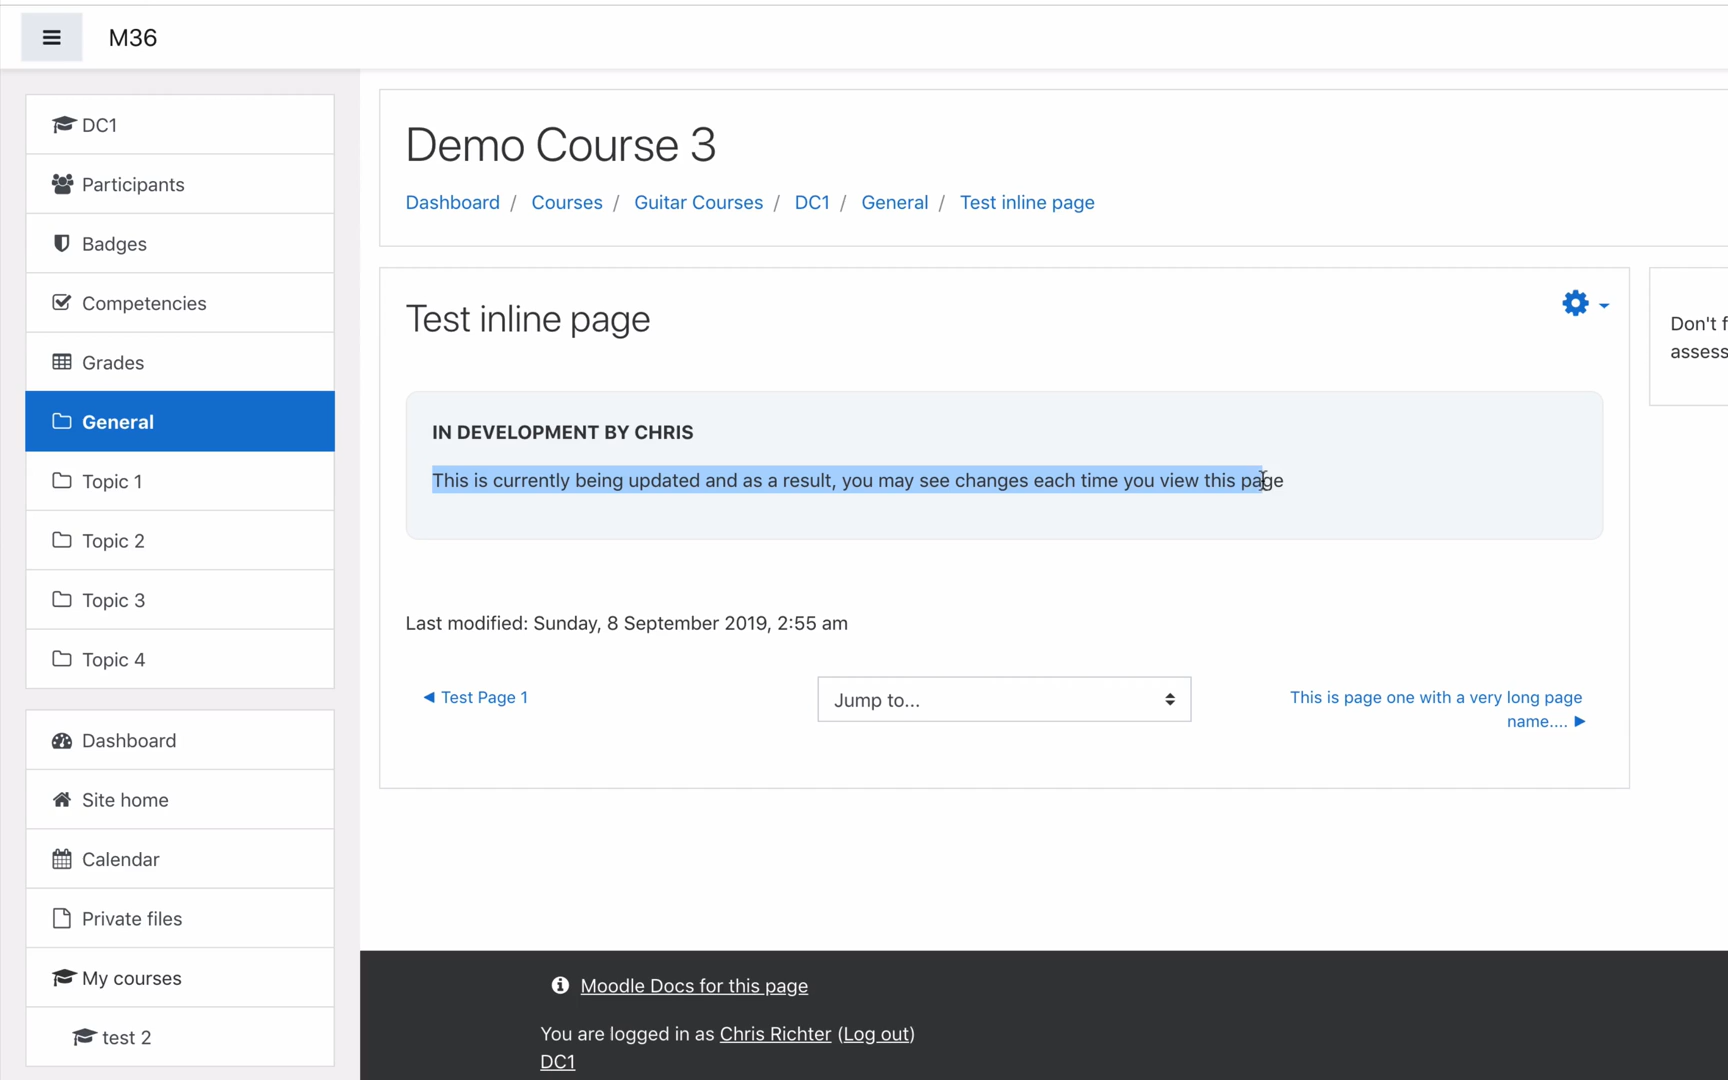 M36
DC1
Participants
Badges
Competencies
Grades
General
Topic 1
Topic 2
Topic 3
Topic 4
Dashboard
Site home
Calendar
Private files
My courses
test 2
Demo Course 3
Dashboard / Courses / Guitar Courses / DC1 / General / Test inline page
Test inline page
IN DEVELOPMENT BY CHRIS
This is currently being updated and as a result, you may see changes each time you view this page
Last modified: Sunday, 8 September 2019, 2:55 am
◀ Test Page 1
Jump to...
This is page one with a very long page
name.... ▶
Don't
Moodle Docs for this page
You are logged in as Chris Richter (Log out)
DC1